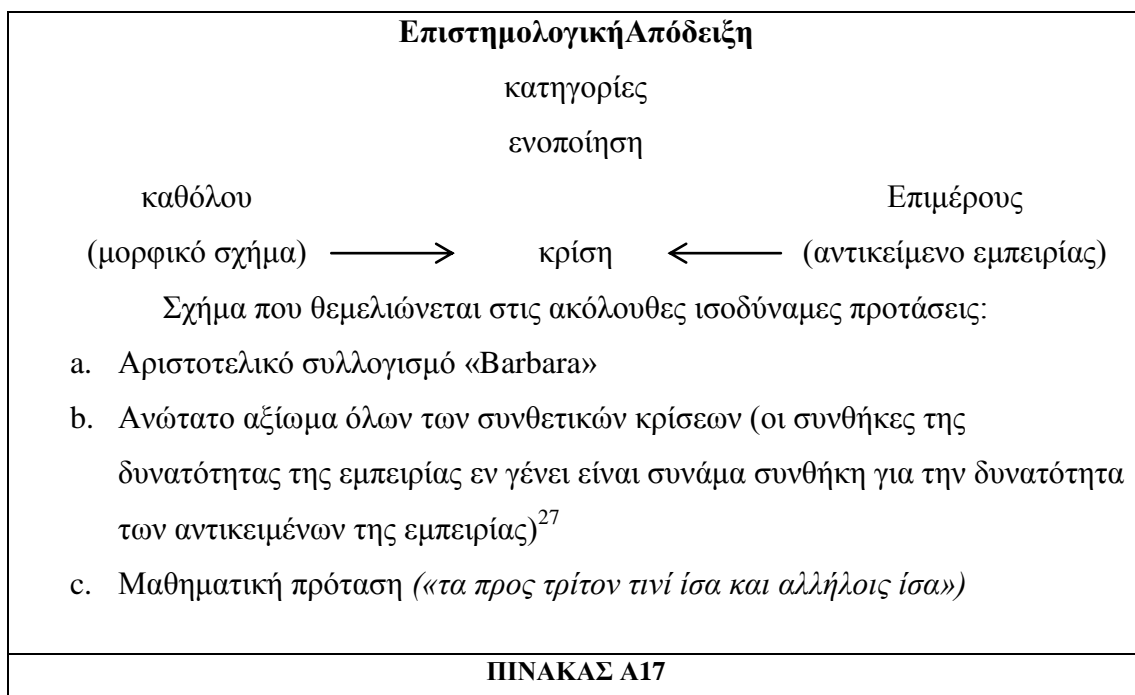 ΕπιστημολογικήΑπόδειξη
κατηγορίες
ενοποίηση
καθόλου Επιμέρους
(μορφικό σχήμα) → κρίση ← (αντικείμενο εμπειρίας)
Σχήμα που θεμελιώνεται στις ακόλουθες ισοδύναμες προτάσεις:
a. Αριστοτελικό συλλογισμό «Barbara»
b. Ανώτατο αξίωμα όλων των συνθετικών κρίσεων (οι συνθήκες της
δυνατότητας της εμπειρίας εν γένει είναι συνάμα συνθήκη για την δυνατότητα
των αντικειμένων της εμπειρίας)27
c. Μαθηματική πρόταση («τα προς τρίτον τινί ίσα και αλλήλοις ίσα»)
ΠΙΝΑΚΑΣ Α17